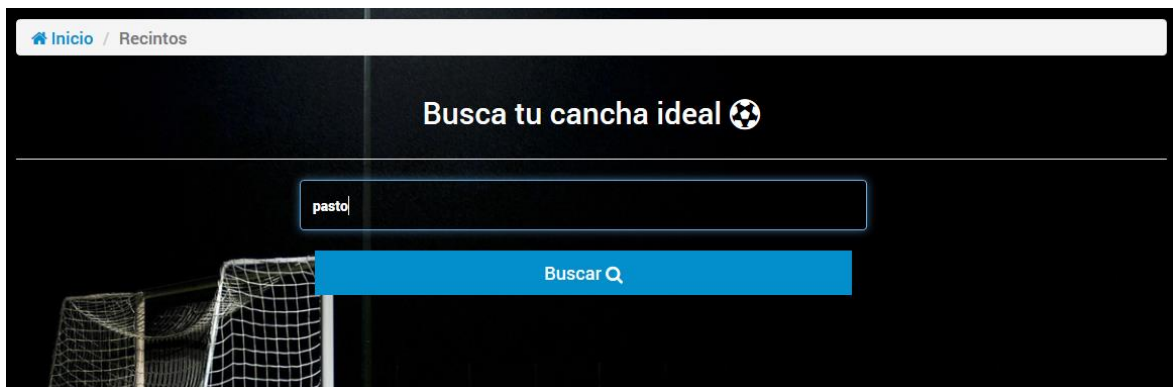 Inicio / Recintos
Busca tu cancha ideal
pasto
Buscar